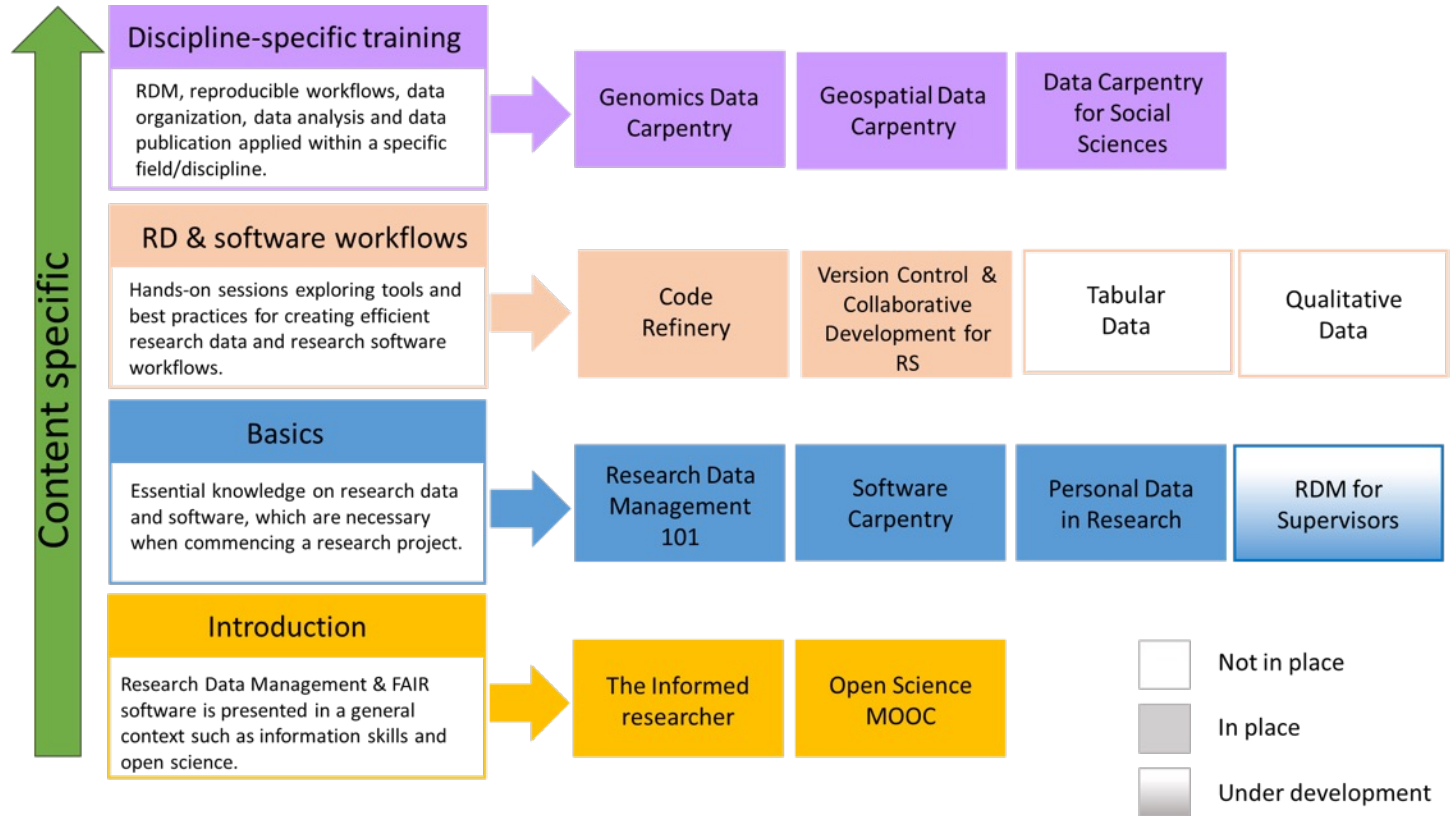 Content specific
Discipline-specific training
RDM, reproducible workflows, data
organization, data analysis and data
publication applied within a specific
field/discipline.
Genomics Data
Carpentry
Geospatial Data
Carpentry
Data Carpentry
for Social
Sciences
RD & software workflows
Hands-on sessions exploring tools and
best practices for creating efficient
research data and research software
workflows.
Code
Refinery
Version Control &
Collaborative
Development for
RS
Tabular
Data
Qualitative
Data
Basics
Essential knowledge on research data
and software, which are necessary
when commencing a research project.
Research Data
Management
101
Software
Carpentry
Personal Data
in Research
RDM for
Supervisors
Introduction
Research Data Management & FAIR
software is presented in a general
context such as information skills and
open science.
The Informed
researcher
Open Science
MOOC
Not in place
In place
Under development